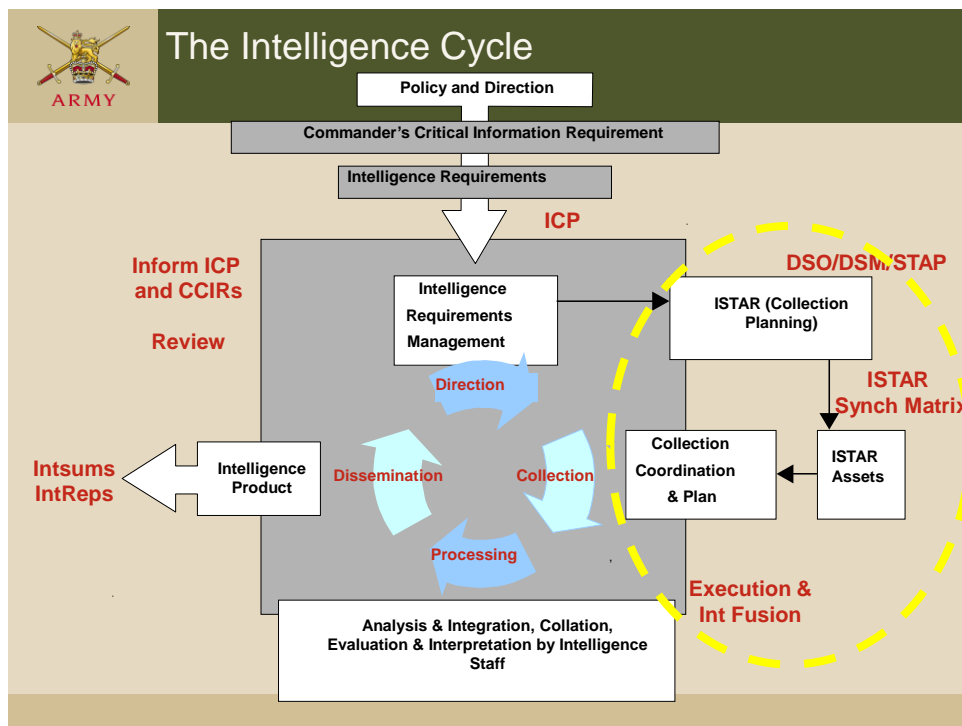 The Intelligence Cycle
ARMY
Policy and Direction
Commander's Critical Information Requirement
Intelligence Requirements
ICP
Inform ICP
and CCIRs
Review
DSO/DSM/STAP
Intelligence
Requirements
Management
ISTAR (Collection
Planning)
ISTAR
Synch Matrix
Direction
Collection
Coordination
& Plan
ISTAR
Assets
Intsums
IntReps
Intelligence
Product
Dissemination
Collection
Processing
Execution &
Int Fusion
Analysis & Integration, Collation,
Evaluation & Interpretation by Intelligence
Staff